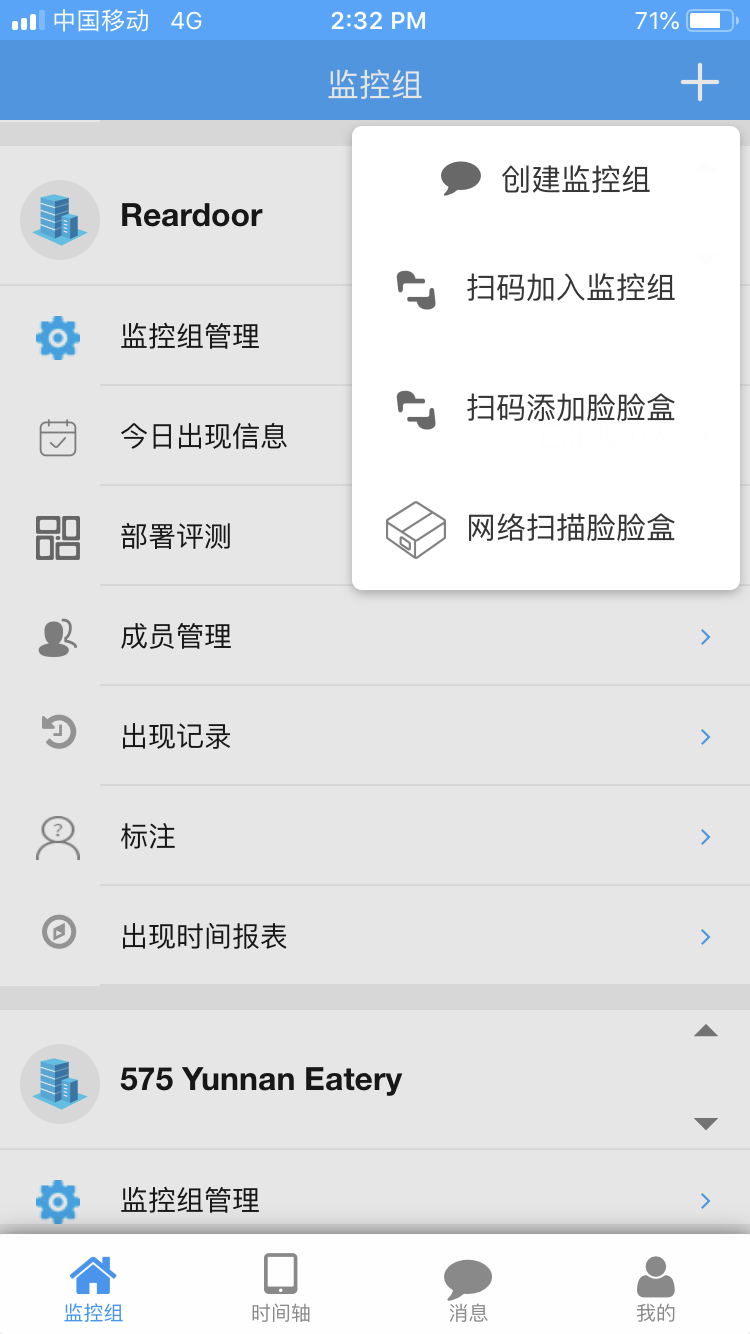 中国移动 4G 2:32 PM 71%
监控组
创建监控组
扫码加入监控组
扫码添加脸脸盒
网络扫描脸脸盒
Reardoor
监控组管理
今日出现信息
部署评测
成员管理
出现记录
标注
出现时间报表
575 Yunnan Eatery
监控组管理
监控组 时间轴 消息 我的